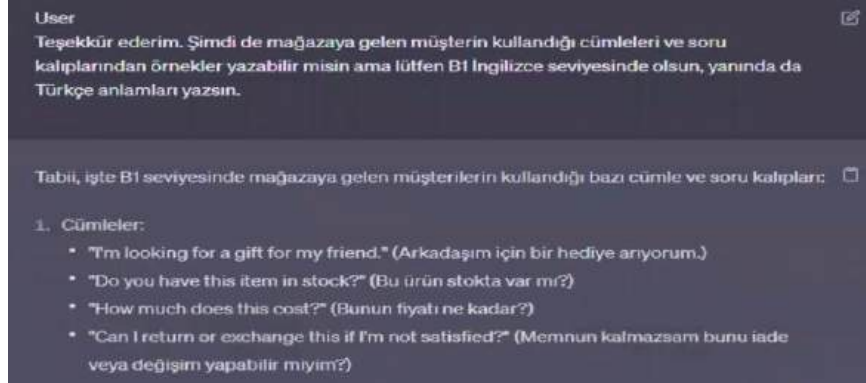 User
Teşekkür ederim. Şimdi de mağazaya gelen müşterin kullandığı cümleleri ve soru
kalıplarından örnekler yazabilir misin ama lütfen B1 İngilizce seviyesinde olsun, yanında da
Türkçe anlamları yazsın.
Tabii, işte B1 seviyesinde mağazaya gelen müşterilerin kullandığı bazı cümle ve soru kalıpları:
1. Cümleler:
• "I'm looking for a gift for my friend." (Arkadaşım için bir hediye arıyorum.)
• "Do you have this item in stock?" (Bu ürün stokta var mı?)
• "How much does this cost?" (Bunun fiyatı ne kadar?)
• "Can I return or exchange this if I'm not satisfied?" (Memnun kalmazsam bunu iade
veya değişim yapabilir miyim?)